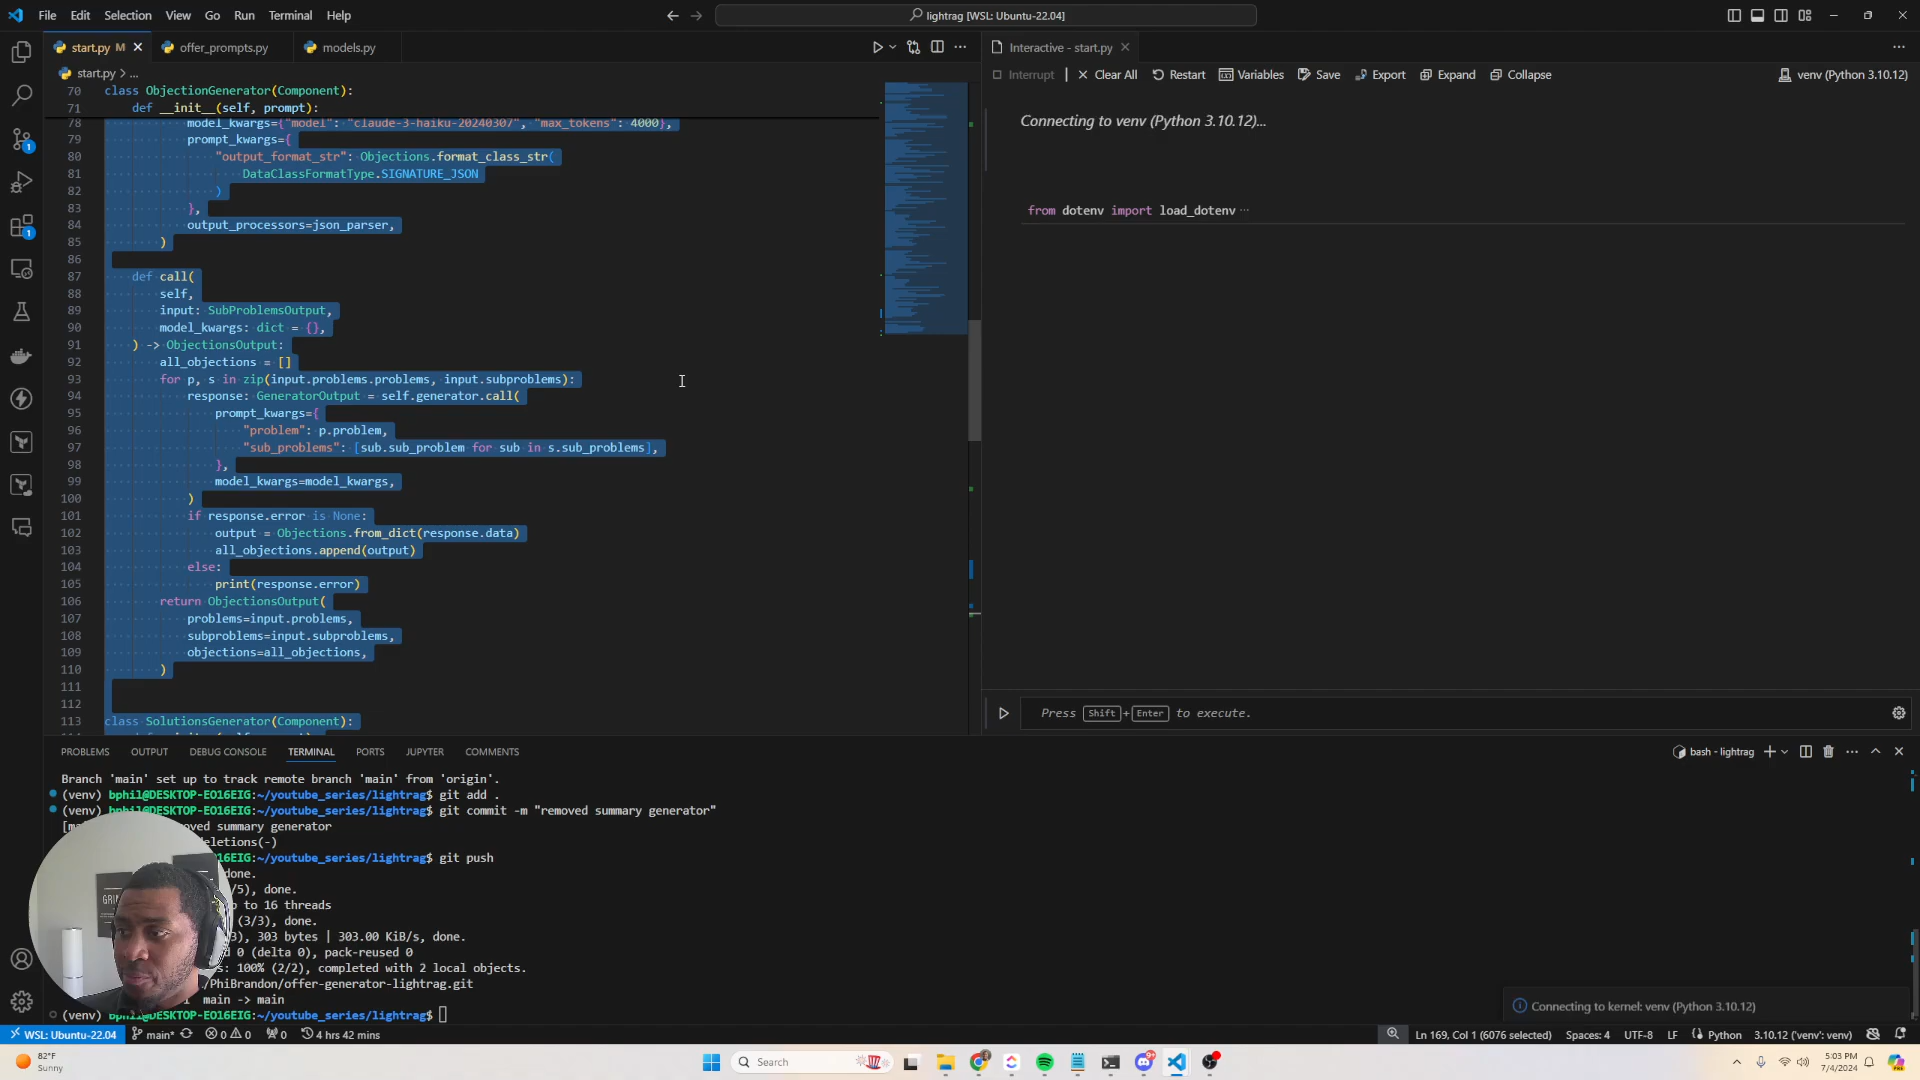 File Edit Selection View Go Run Terminal Help
lightrag [WSL: Ubuntu-22.04]
start.py M
offer_prompts.py
models.py
start.py > ...
70 class ObjectionGenerator(Component):
71 def __init__(self, prompt):
78 model_kwargs={"model": "claude-3-haiku-20240307", "max_tokens": 4000},
79 prompt_kwargs={
80 "output_format_str": Objections.format_class_str(
81 DataClassFormatType.SIGNATURE_JSON
82 )
83 },
84 output_processors=json_parser,
85 )
86
87 def call(
88 self,
89 input: SubProblemsOutput,
90 model_kwargs: dict = {},
91 ) -> ObjectionsOutput:
92 all_objections = []
93 for p, s in zip(input.problems.problems, input.subproblems):
94 response: GeneratorOutput = self.generator.call(
95 prompt_kwargs={
96 "problem": p.problem,
97 "sub_problems": [sub.sub_problem for sub in s.sub_problems],
98 },
99 model_kwargs=model_kwargs,
100 )
101 if response.error is None:
102 output = Objections.from_dict(response.data)
103 all_objections.append(output)
104 else:
105 print(response.error)
106 return ObjectionsOutput(
107 problems=input.problems,
108 subproblems=input.subproblems,
109 objections=all_objections,
110 )
111
112
113 class SolutionsGenerator(Component):
Interactive - start.py
Interrupt | Clear All Restart Variables Save Export Expand Collapse venv (Python 3.10.12)
Connecting to venv (Python 3.10.12)...
from dotenv import load_dotenv ...
Press Shift + Enter to execute.
PROBLEMS OUTPUT DEBUG CONSOLE TERMINAL PORTS JUPYTER COMMENTS
bash - lightrag
Branch 'main' set up to track remote branch 'main' from 'origin'.
(venv) bphil@DESKTOP-EO16EIG:~/youtube_series/lightrag$ git add .
(venv) bphil@DESKTOP-EO16EIG:~/youtube_series/lightrag$ git commit -m "removed summary generator"
summary generator
eletions(-)
6EIG:~/youtube_series/lightrag$ git push
done.
/5), done.
to 16 threads
(3/3), done.
3), 303 bytes | 303.00 KiB/s, done.
0 (delta 0), pack-reused 0
s: 100% (2/2), completed with 2 local objects.
/PhiBrandon/offer-generator-lightrag.git
main -> main
(venv) bphil@DESKTOP-EO16EIG:~/youtube_series/lightrag$
Connecting to kernel: venv (Python 3.10.12)
WSL: Ubuntu-22.04 main* 0 0 0 4 hrs 42 mins
Ln 169, Col 1 (6076 selected) Spaces: 4 UTF-8 LF Python 3.10.12 ('venv': venv)
82°F
Sunny
Search
5:03 PM
7/4/2024